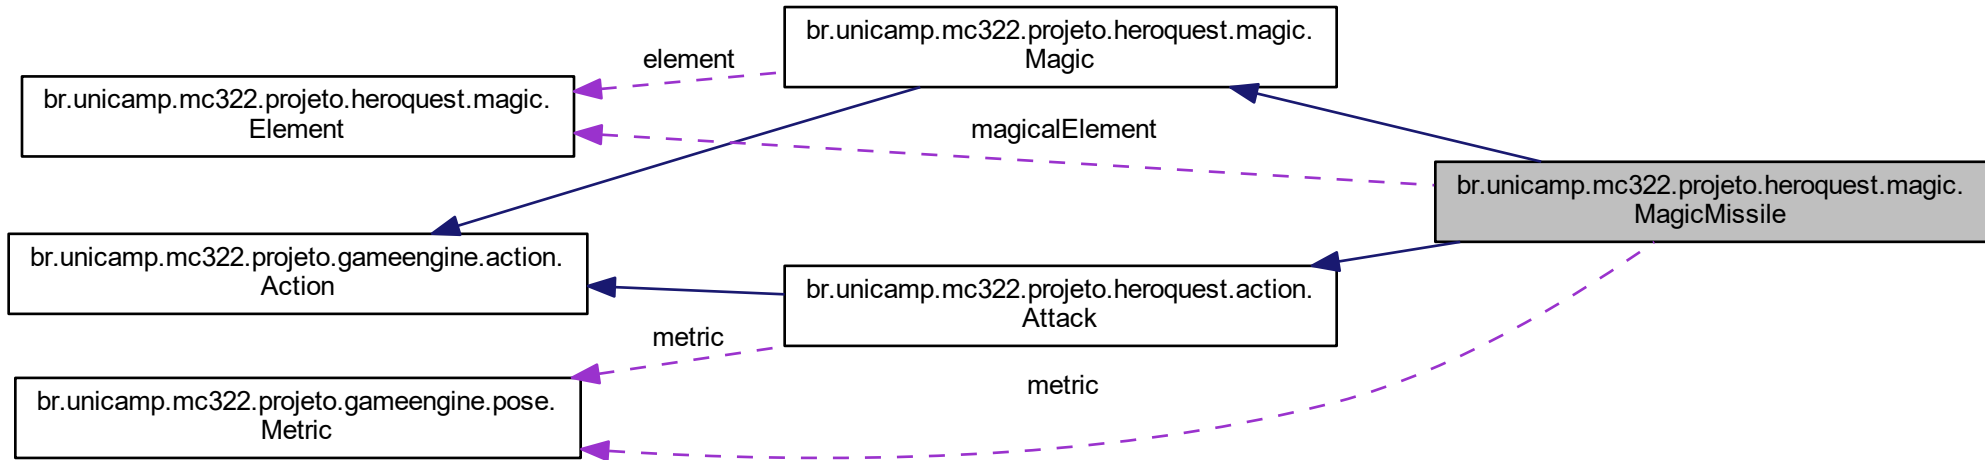 br.unicamp.mc322.projeto.heroquest.magic.
Magic
element
br.unicamp.mc322.projeto.heroquest.magic.
Element
magicalElement
br.unicamp.mc322.projeto.heroquest.magic.
MagicMissile
br.unicamp.mc322.projeto.gameengine.action.
Action
br.unicamp.mc322.projeto.heroquest.action.
Attack
metric
metric
br.unicamp.mc322.projeto.gameengine.pose.
Metric